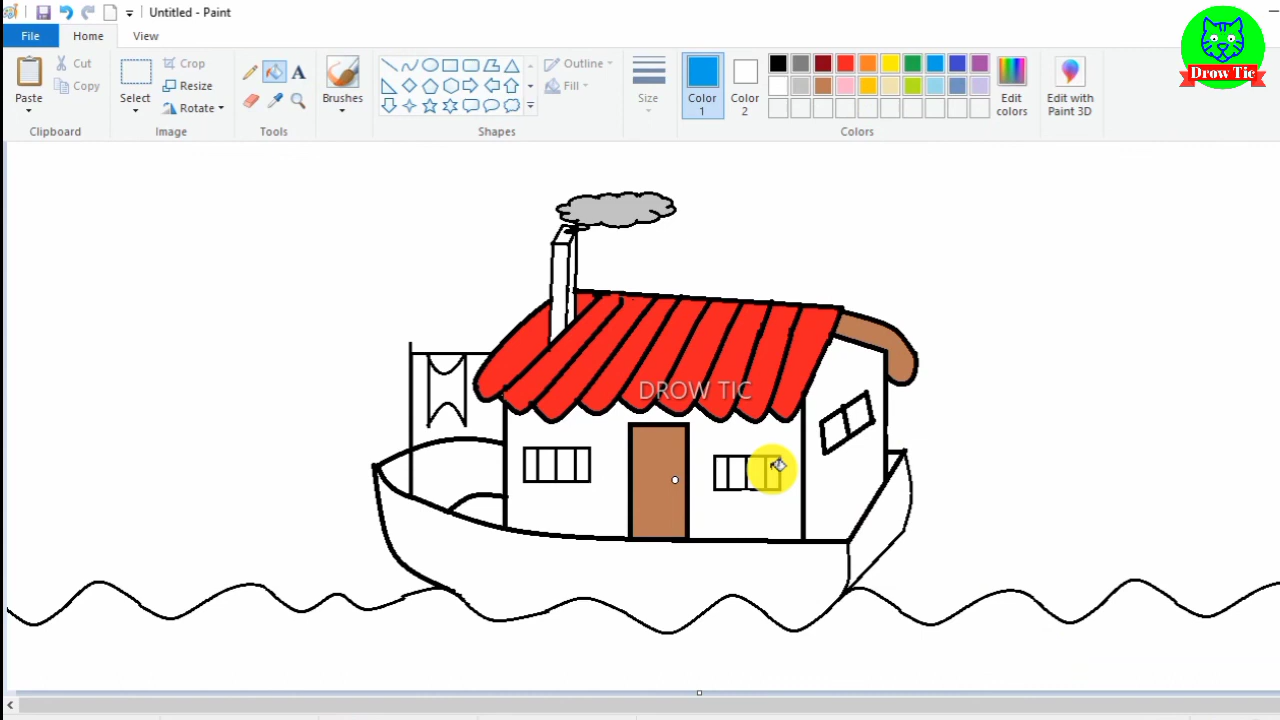 Untitled - Paint
File Home View
Paste
Cut
Copy
Clipboard
Select
Crop
Resize
Rotate
Image
A
Tools
Brushes
Outline
Fill
Shapes
Size
Color 1
Color 2
Edit colors
Colors
Edit with Paint 3D
Drow Tic
DROW TIC